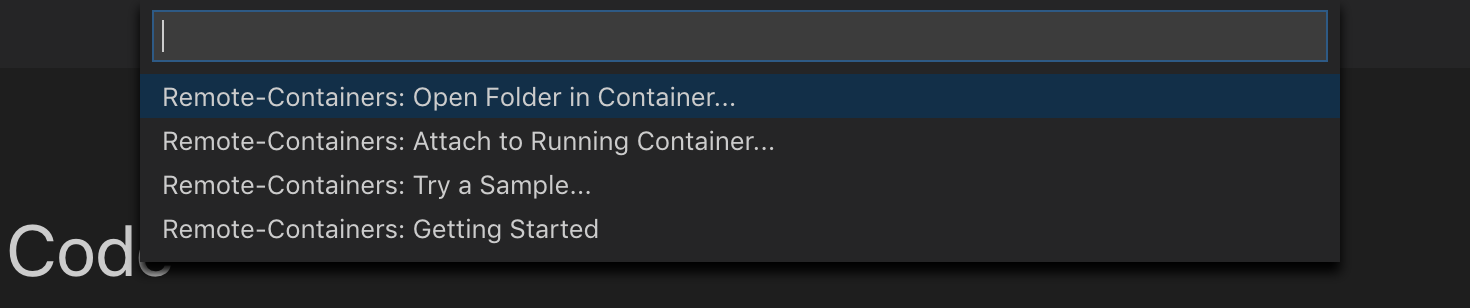 Remote-Containers: Open Folder in Container...
Remote-Containers: Attach to Running Container...
Remote-Containers: Try a Sample...
Remote-Containers: Getting Started
Code